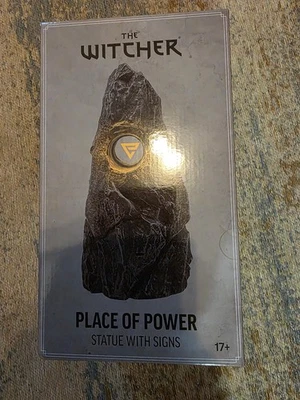 THE
WITCHER
PLACE OF POWER
STATUE WITH SIGNS
17+